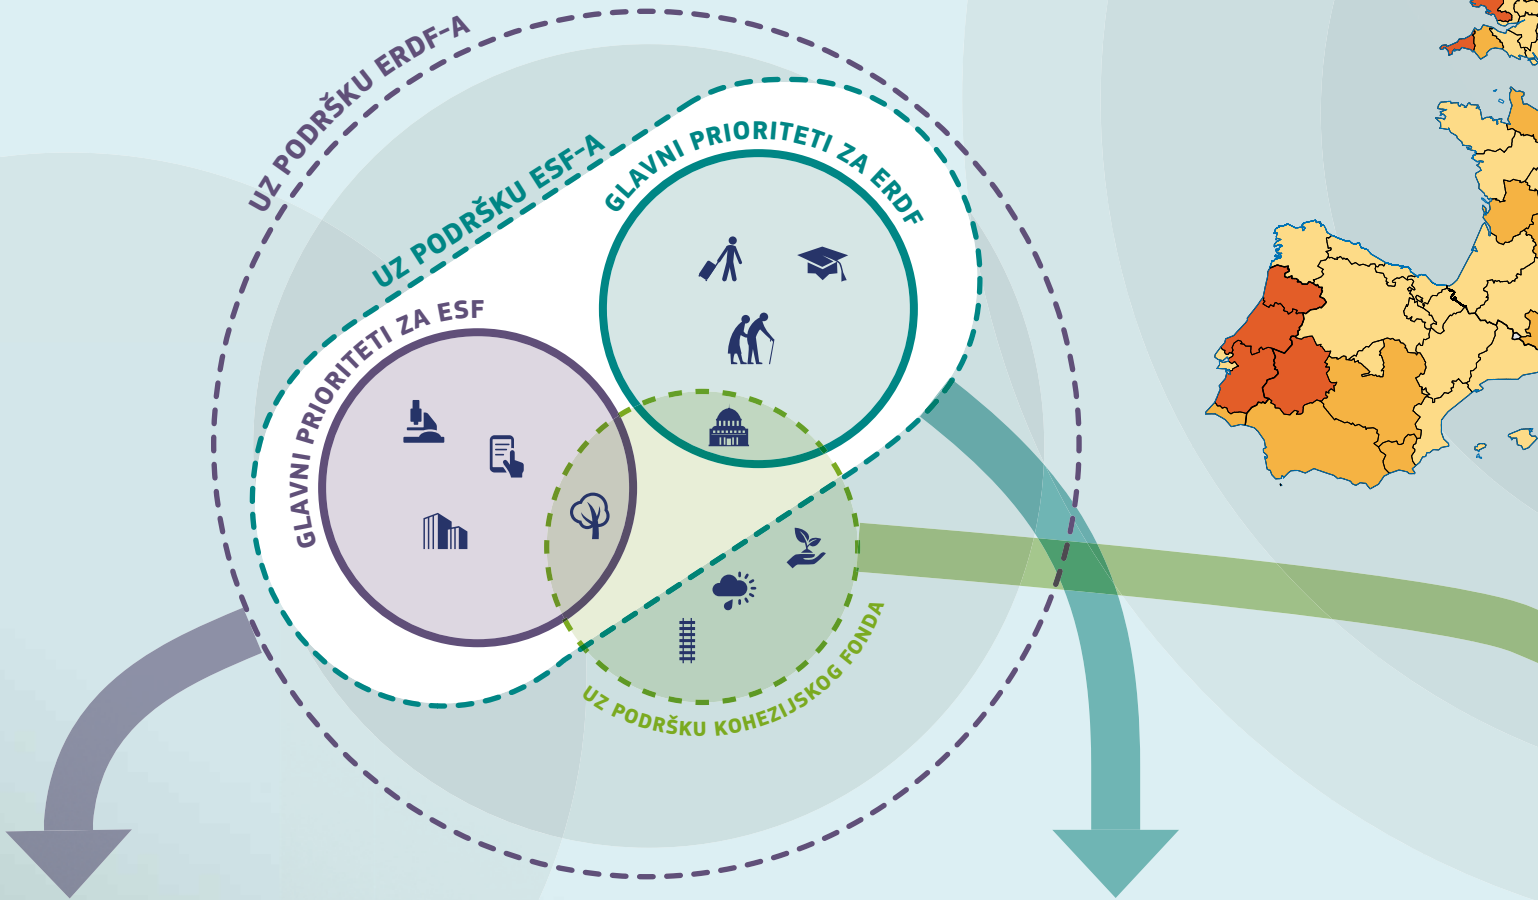 UZ PODRŠKU ERDF-A
UZ PODRŠKU ESF-A
GLAVNI PRIORITETI ZA ERDF
GLAVNI PRIORITETI ZA ESF
UZ PODRŠKU KOHEZIJSKOG FONDA